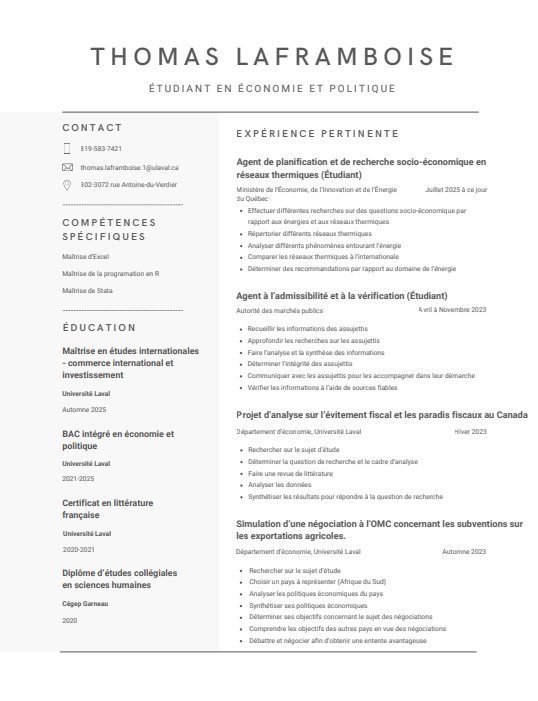 THOMAS LAFRAMBOISE
ÉTUDIANT EN ÉCONOMIE ET POLITIQUE
CONTACT
819-583-7421
thomas.laframboise.1@ulaval.ca
302-3072 rue Antoine-du-Verdier
COMPÉTENCES
SPÉCIFIQUES
Maîtrise d'Excel
Maîtrise de la programation en R
Maîtrise de Stata
ÉDUCATION
Maîtrise en études internationales
- commerce international et
investissement
Université Laval
Automne 2025
BAC intégré en économie et
politique
Université Laval
2021-2025
Certificat en littérature
française
Université Laval
2020-2021
Diplôme d'études collégiales
en sciences humaines
Cégep Garneau
2020
EXPÉRIENCE PERTINENTE
Agent de planification et de recherche socio-économique en
réseaux thermiques (Étudiant)
Ministère de l'Économie, de l'Innovation et de l'Énergie
du Québec
Juillet 2025 à ce jour
• Effectuer différentes recherches sur des questions socio-économique par
rapport aux énergies et aux réseaux thermiques
• Répertorier différents réseaux thermiques
• Analyser différents phénomènes entourant l'énergie
• Comparer les réseaux thermiques à l'internationale
• Déterminer des recommandations par rapport au domaine de l'énergie
Agent à l'admissibilité et à la vérification (Étudiant)
Autorité des marchés publics
Avril à Novembre 2023
• Recueillir les informations des assujettis
• Approfondir les recherches sur les assujettis
• Faire l'analyse et la synthèse des informations
• Déterminer l'intégrité des assujettis
• Communiquer avec les assujettis pour les accompagner dans leur démarche
• Vérifier les informations à l'aide de sources fiables
Projet d'analyse sur l'évitement fiscal et les paradis fiscaux au Canada
Département d'économie, Université Laval
Hiver 2023
• Rechercher sur le sujet d'étude
• Déterminer la question de recherche et le cadre d'analyse
• Faire une revue de littérature
• Analyser les données
• Synthétiser les résultats pour répondre à la question de recherche
Simulation d'une négociation à l'OMC concernant les subventions sur
les exportations agricoles.
Département d'économie, Université Laval
Automne 2023
• Rechercher sur le sujet d'étude
• Choisir un pays à représenter (Afrique du Sud)
• Analyser les politiques économiques du pays
• Synthétiser ses politiques économiques
• Déterminer ses objectifs concernant le sujet des négociations
• Comprendre les objectifs des autres pays en vue des négociations
• Débattre et négocier afin d'obtenir une entente avantageuse